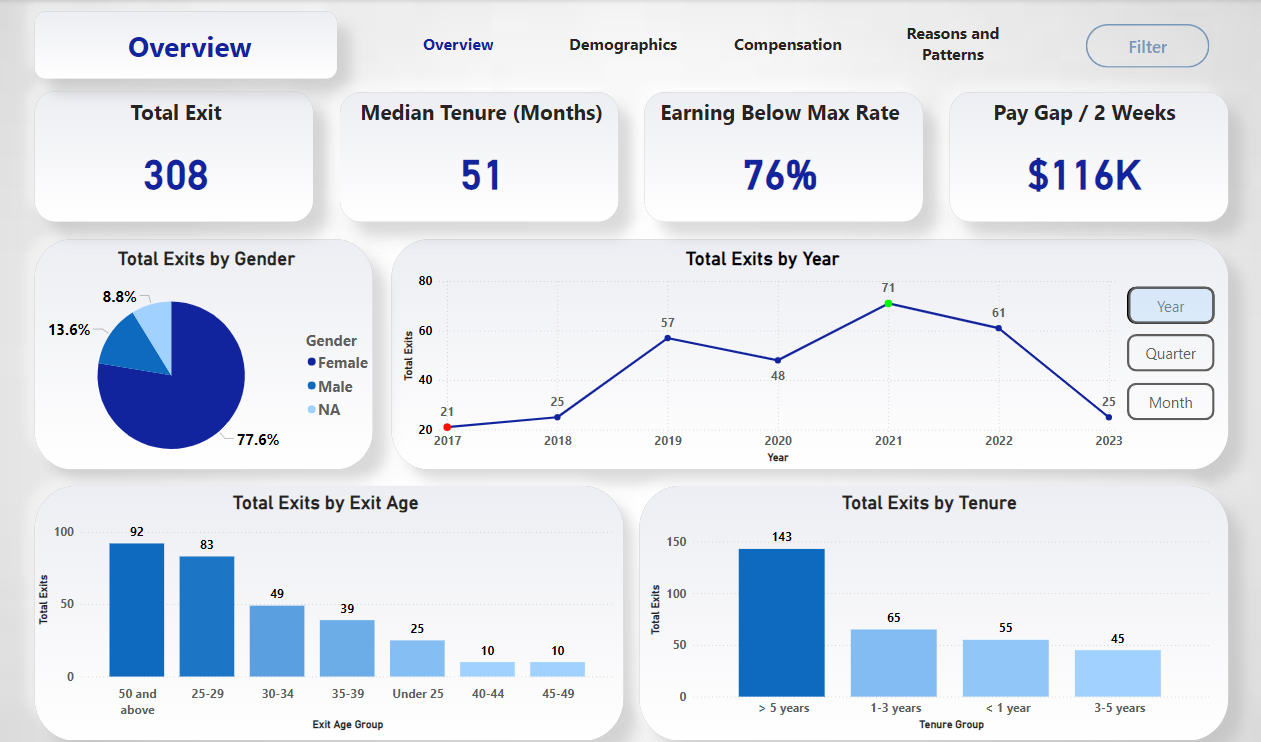 Overview
Overview
Demographics
Compensation
Reasons and
Patterns
Filter
Total Exit
308
Median Tenure (Months)
51
Earning Below Max Rate
76%
Pay Gap / 2 Weeks
$116K
Total Exits by Gender
8.8%
13.6%
77.6%
Gender
Female
Male
NA
Total Exits by Year
Total Exits
80
60
40
20
21
25
57
48
71
61
25
2017
2018
2019
2020
2021
2022
2023
Year
Year
Quarter
Month
Total Exits by Exit Age
Total Exits
100
50
0
92
83
49
39
25
10
10
50 and
above
25-29
30-34
35-39
Under 25
40-44
45-49
Exit Age Group
Total Exits by Tenure
Total Exits
150
100
50
0
143
65
55
45
> 5 years
1-3 years
< 1 year
3-5 years
Tenure Group